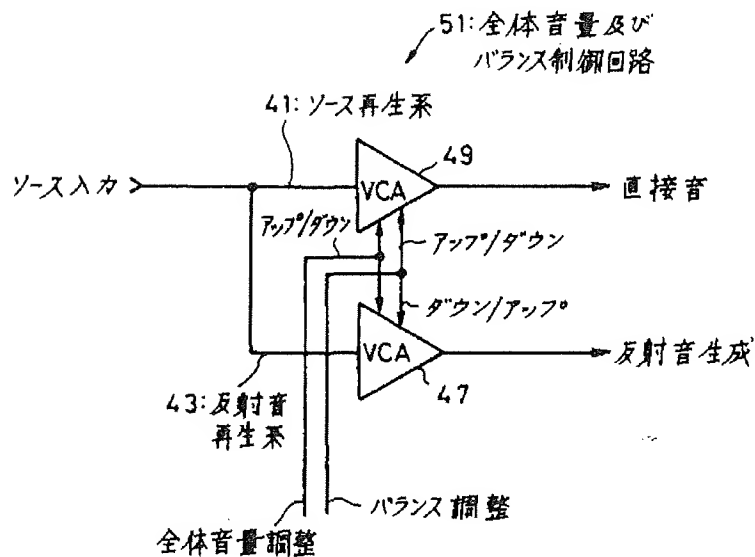 51:全体音量及び
バランス制御回路
41:ソース再生系
49
ソース入力
VCA
直接音
アップ/ダウン
アップ/ダウン
ダウン/アップ
VCA
反射音生成
47
43:反射音
再生系
バランス調整
全体音量調整